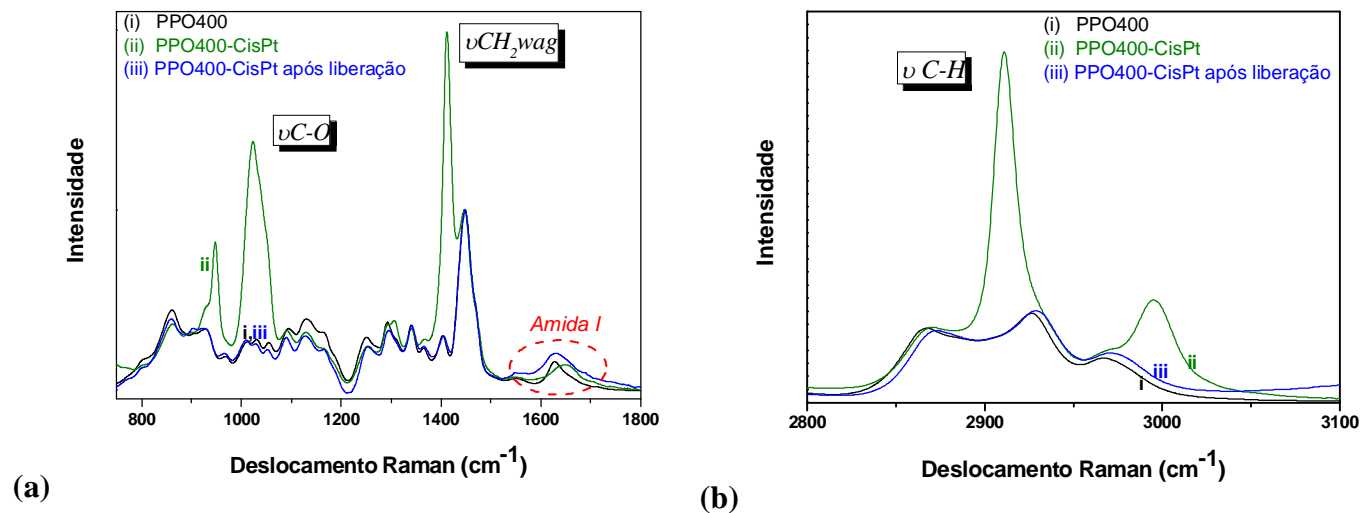 (i) PPO400
(ii) PPO400-CisPt
(iii) PPO400-CisPt após liberação
υCH₂wag
υC-O
ii
i,iii
Amida I
Intensidade
800 1000 1200 1400 1600 1800
Deslocamento Raman (cm⁻¹)
(a)
(i) PPO400
(ii) PPO400-CisPt
(iii) PPO400-CisPt após liberação
υ C-H
ii
iii
i
Intensidade
2800 2900 3000 3100
Deslocamento Raman (cm⁻¹)
(b)